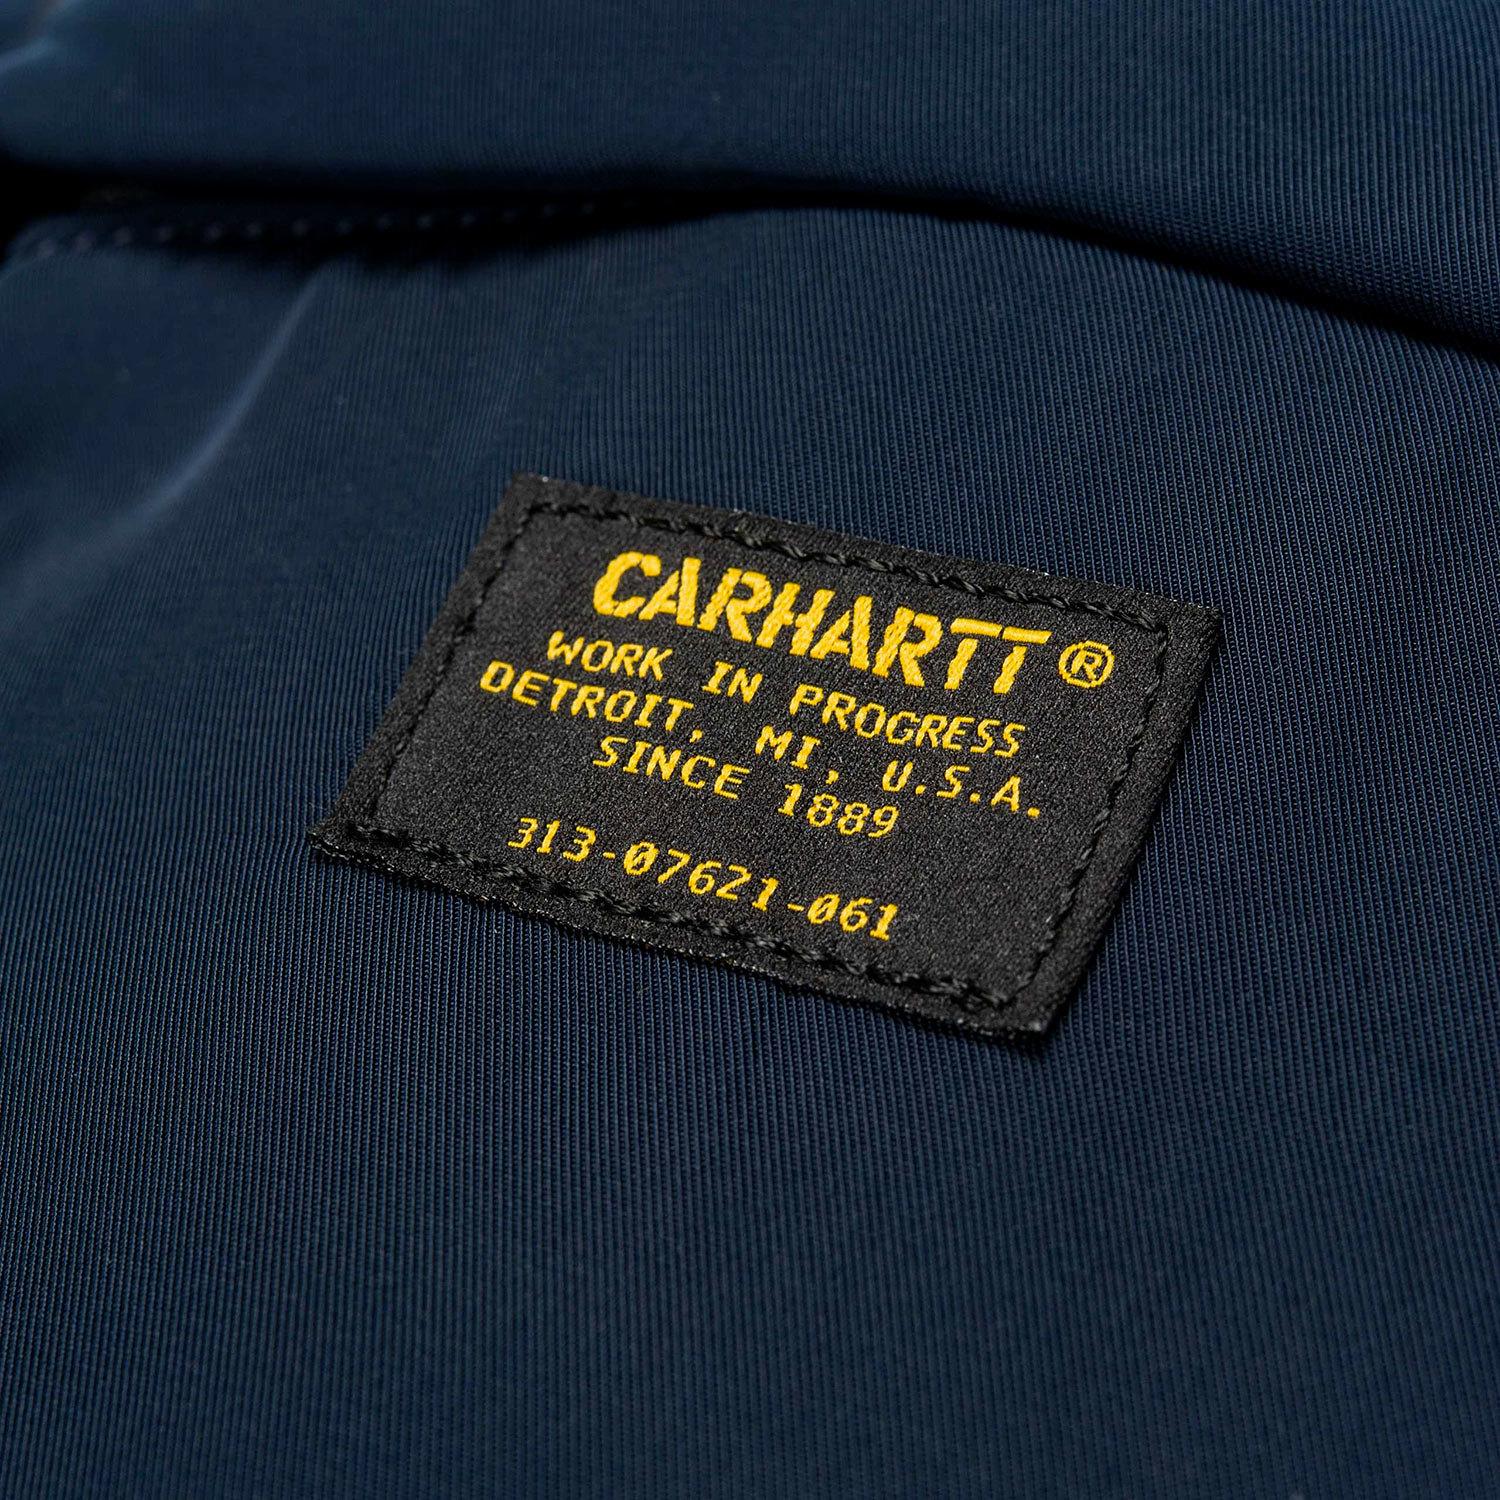 CARHARTT®
WORK IN PROGRESS
DETROIT, MI, U.S.A.
SINCE 1889
313-07621-061